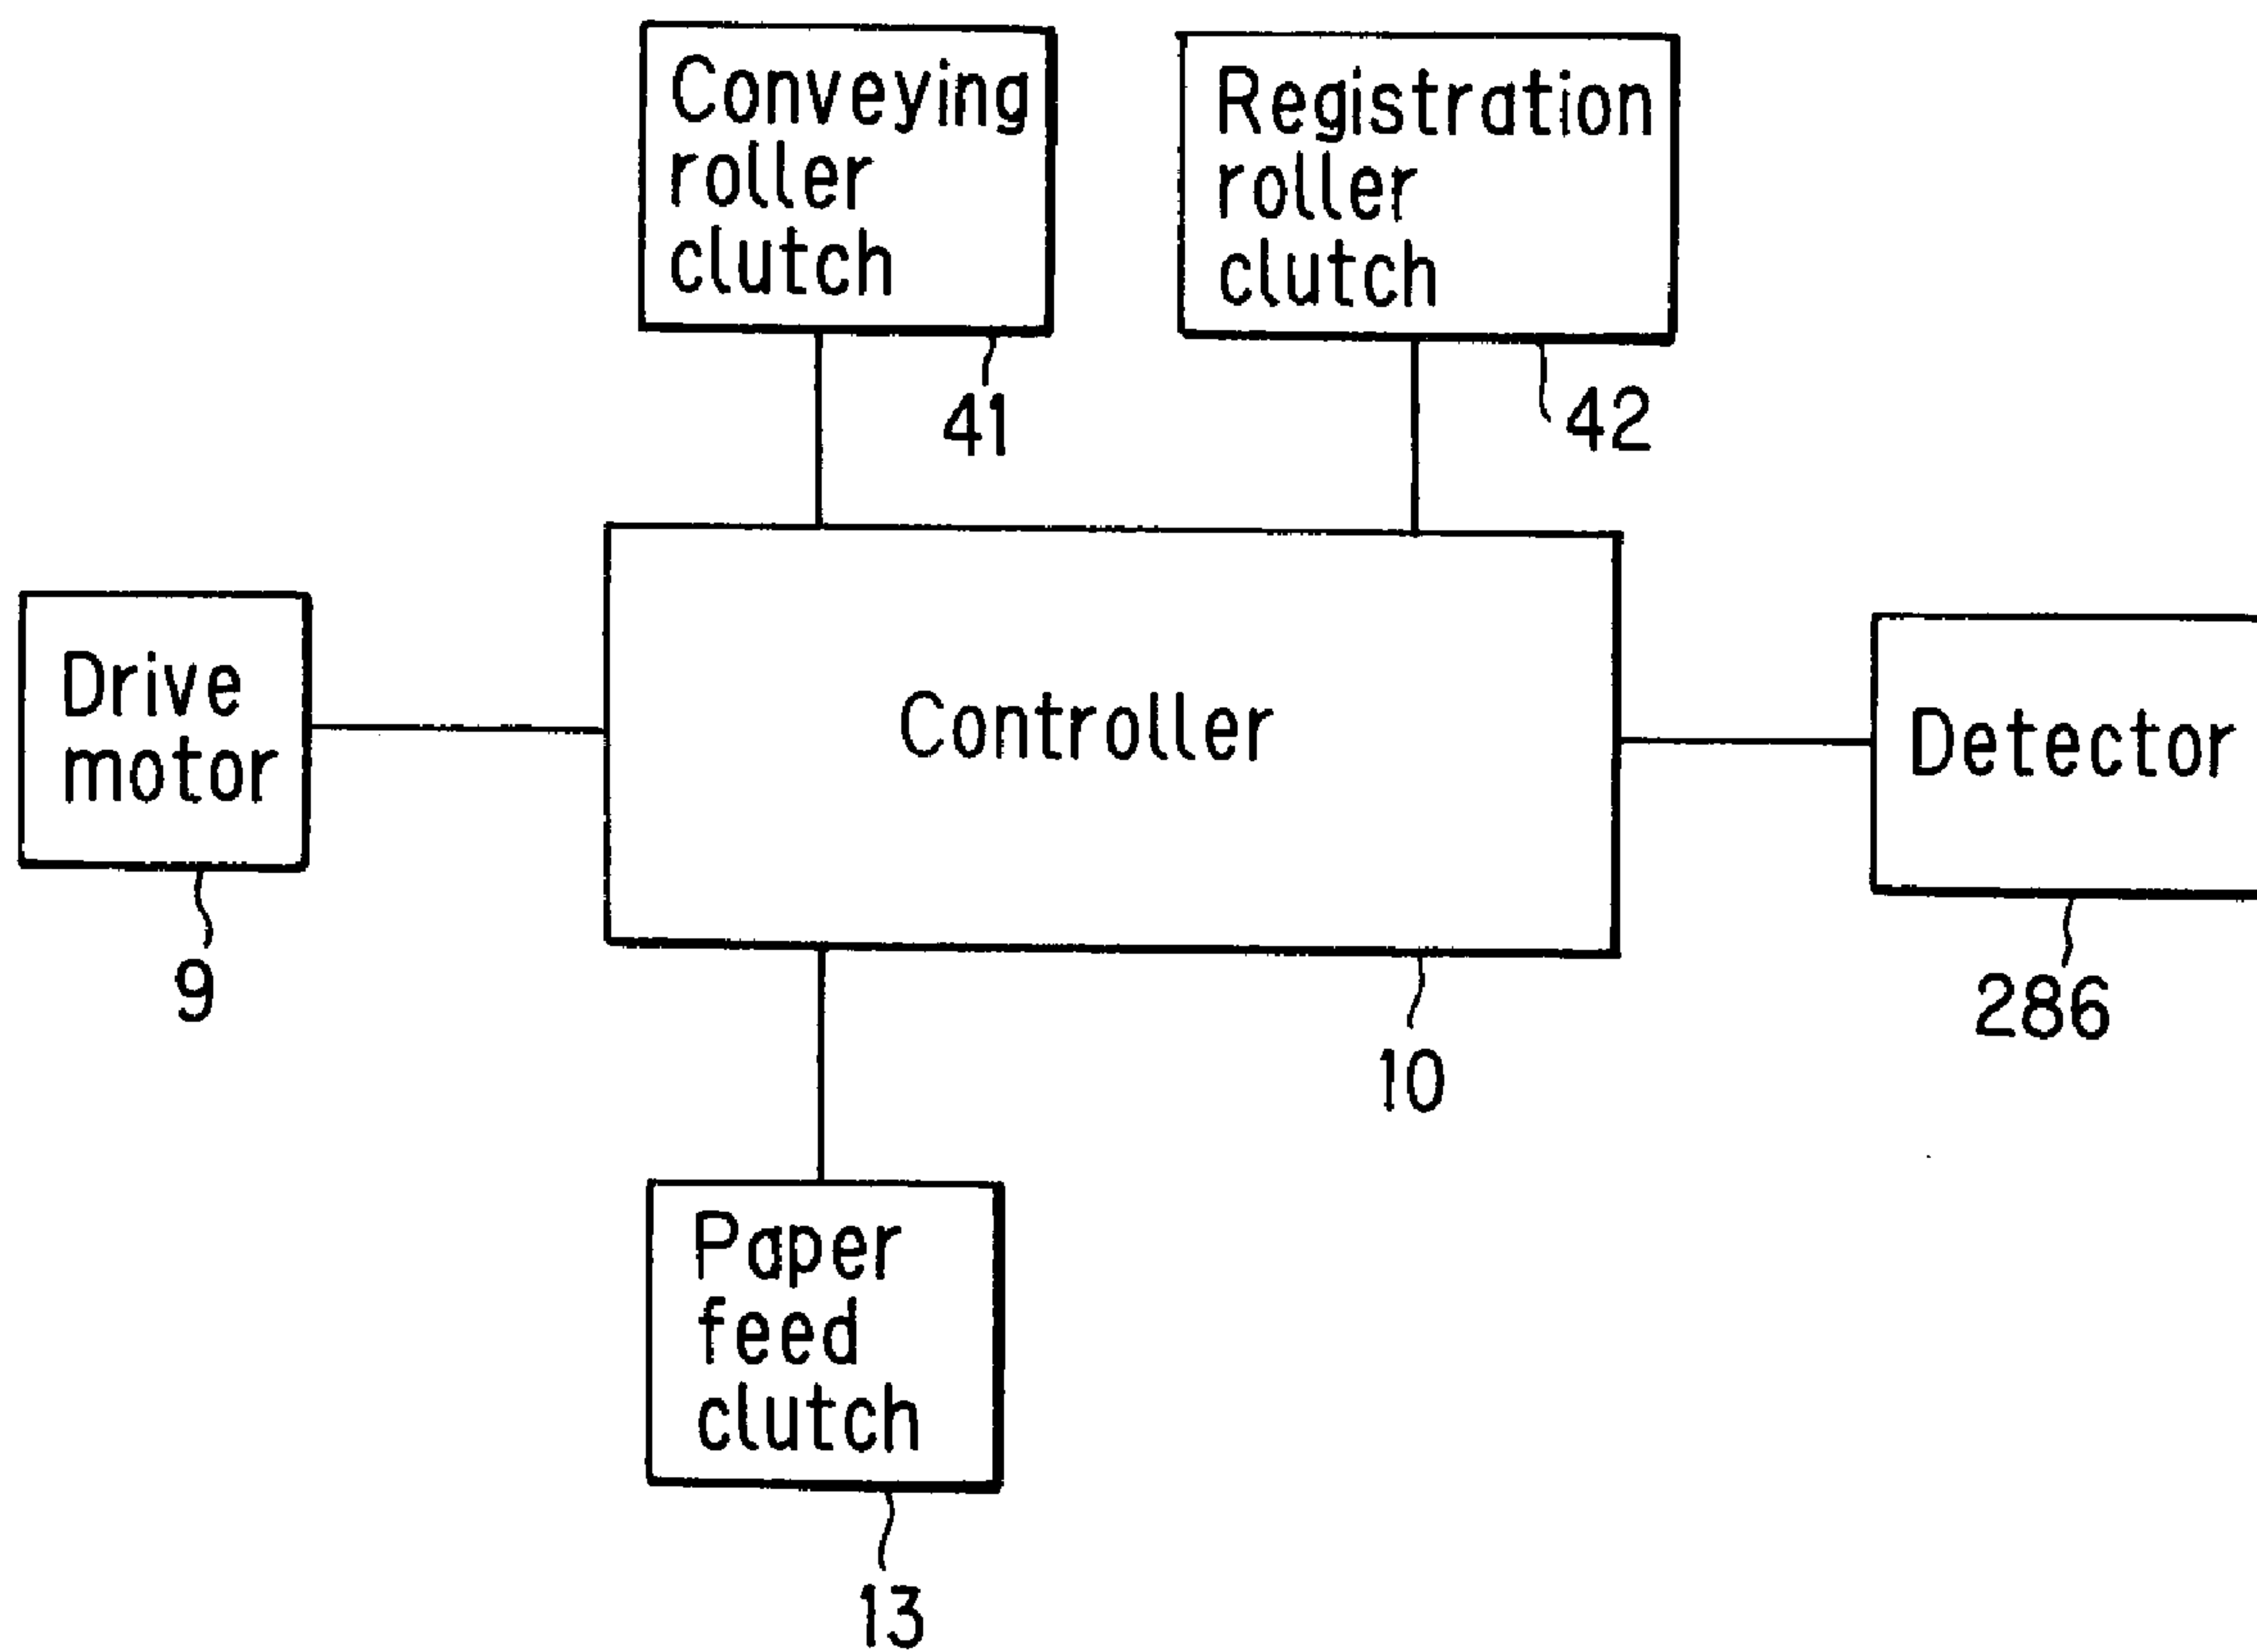 Conveying
roller
clutch
41
Registration
roller
clutch
42
Drive
motor
9
Controller
10
Detector
286
Paper
feed
clutch
13